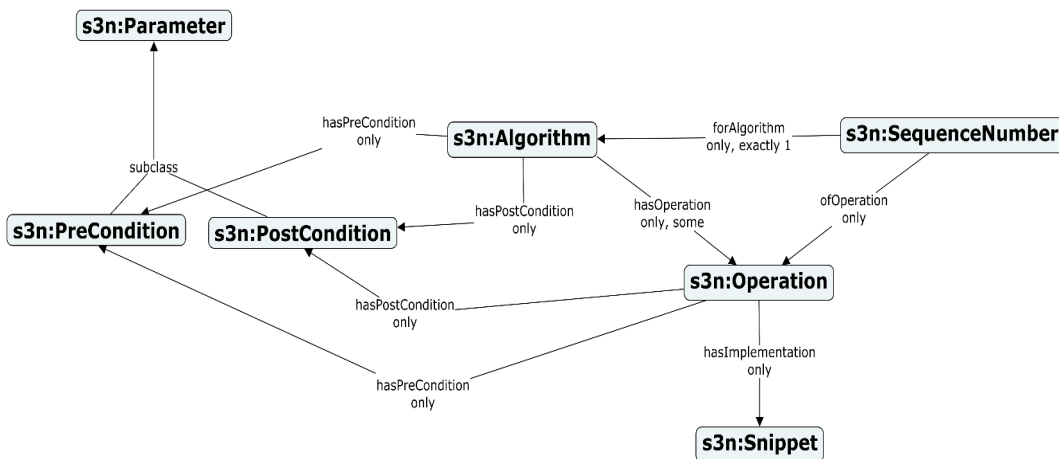 s3n:Parameter
hasPreCondition
only
s3n:Algorithm
forAlgorithm
only, exactly 1
s3n:SequenceNumber
subclass
s3n:PreCondition
s3n:PostCondition
hasPostCondition
only
hasOperation
only, some
ofOperation
only
s3n:Operation
hasPostCondition
only
hasImplementation
only
hasPreCondition
only
s3n:Snippet